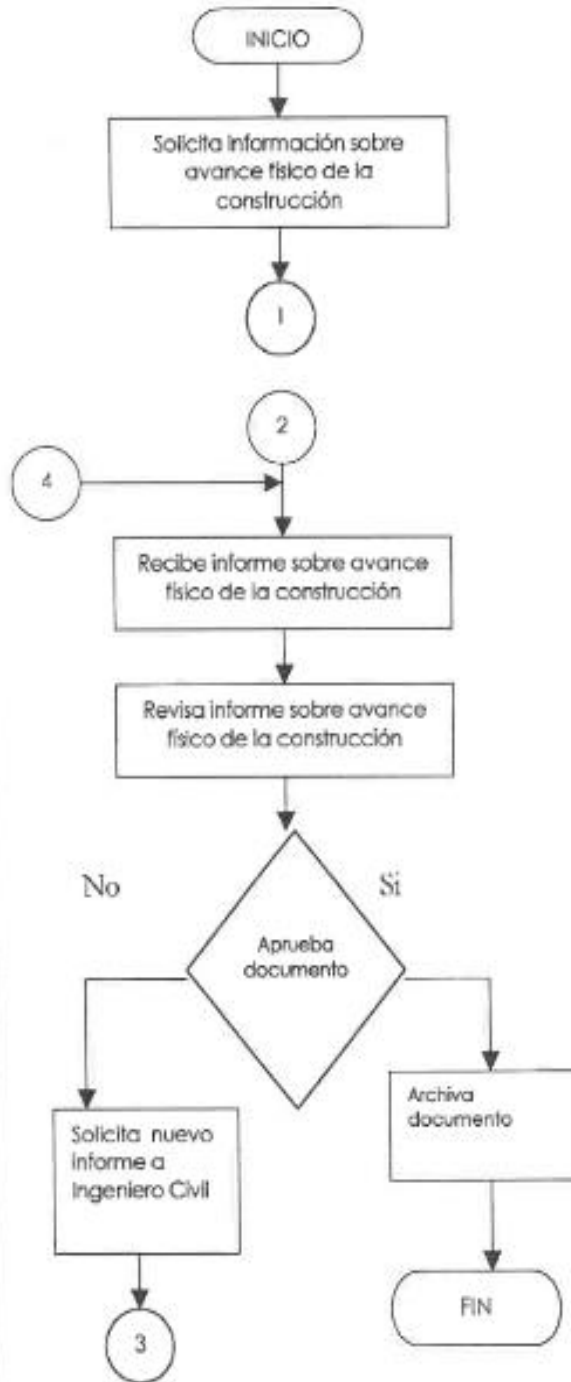 INICIO
Solicita información sobre
avance físico de la
construcción
1
2
4
Recibe informe sobre avance
físico de la construcción
Revisa informe sobre avance
físico de la construcción
No
Si
Aprueba
documento
Solicita nuevo
informe a
Ingeniero Civil
Archiva
documento
3
FIN